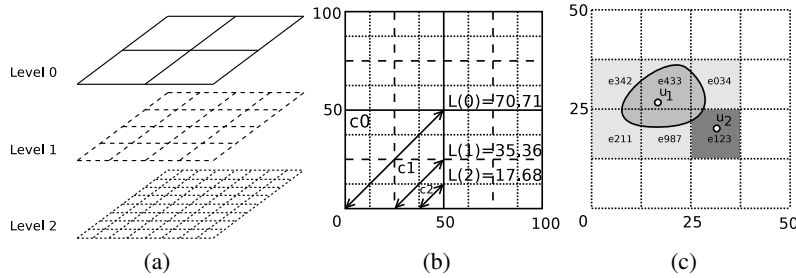 Level 0
Level 1
Level 2
(a)
100
50
0
50
100
c0
c1
c2
L(0)=70.71
L(1)=35.36
L(2)=17.68
(b)
50
25
0
25
50
e342
e433
e034
u1
u2
e211
e987
e123
(c)